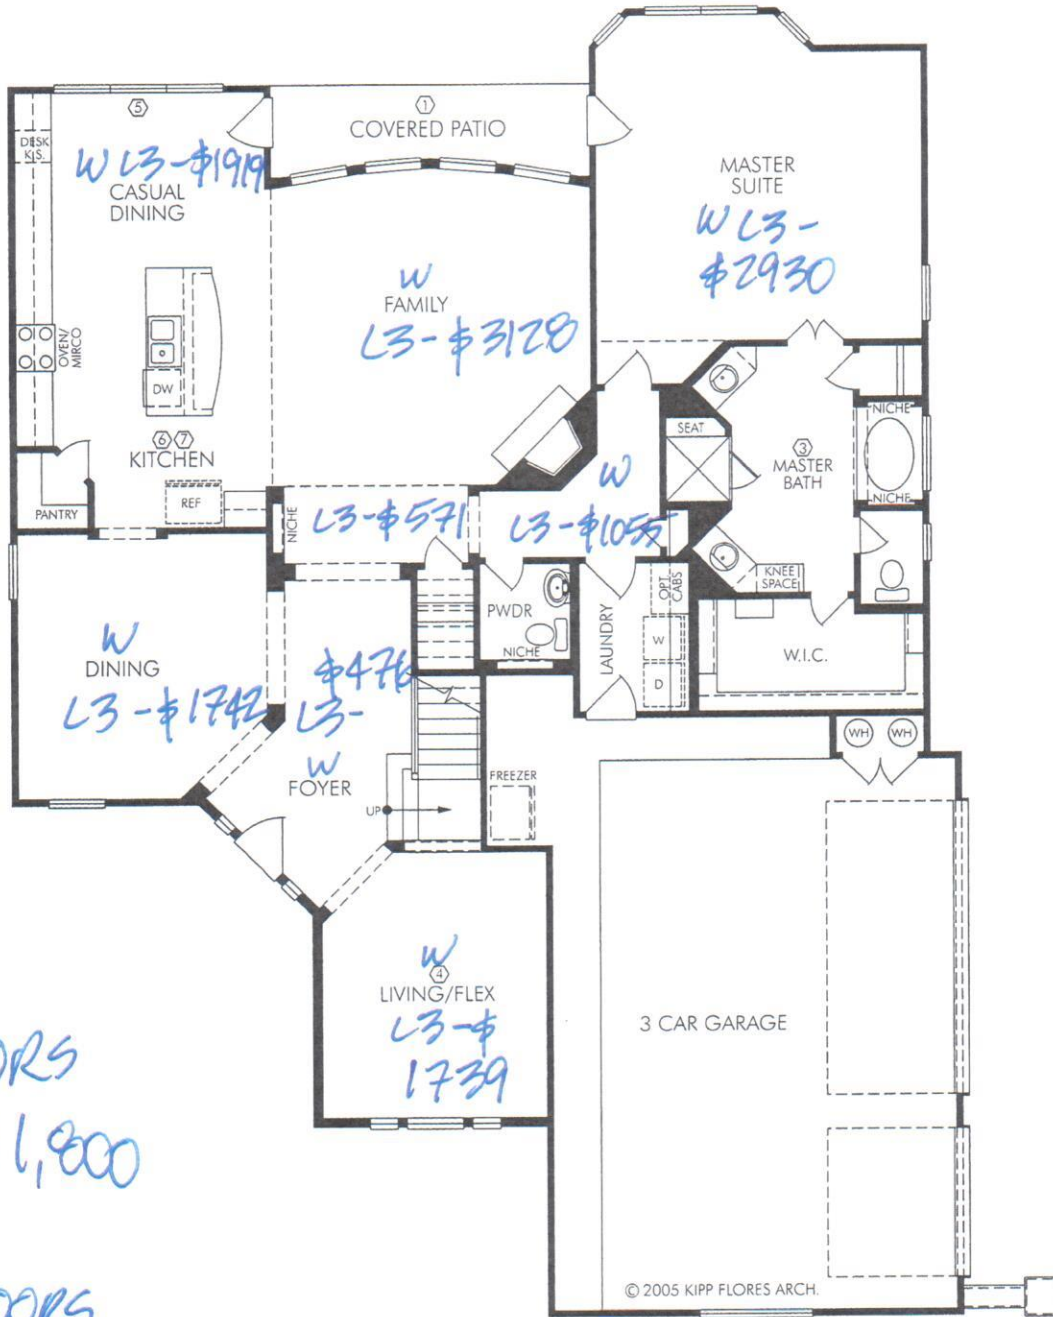 ①
COVERED PATIO
⑤
DESK
K.S.
W L3-$1919
CASUAL
DINING
MASTER
SUITE
W L3-
$2930
W
FAMILY
L3-$3128
OVEN/
MIRCO
DW
⑥⑦
KITCHEN
REF
PANTRY
SEAT
NICHE
③
MASTER
BATH
NICHE
NICHE
L3-$571
W
L3-$1055
KNEE
SPACE
OPT.
CABS
PWDR
NICHE
LAUNDRY
W
D
W.I.C.
W
DINING
L3-$1742
$476
L3-
W
FOYER
UP
FREEZER
WH
WH
W
④
LIVING/FLEX
L3-$
1739
3 CAR GARAGE
1,800
© 2005 KIPP FLORES ARCH.